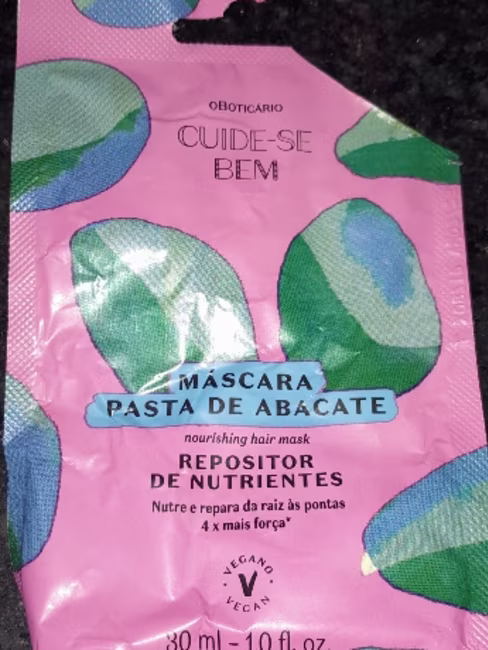 oBOTICÁRIO
CUIDE-SE
BEM
MÁSCARA
PASTA DE ABACATE
nourishing hair mask
REPOSITOR
DE NUTRIENTES
Nutre e repara da raiz às pontas
4 x mais força*
VEGANO
V
VEGAN
30 ml - 1.0 fl. oz.